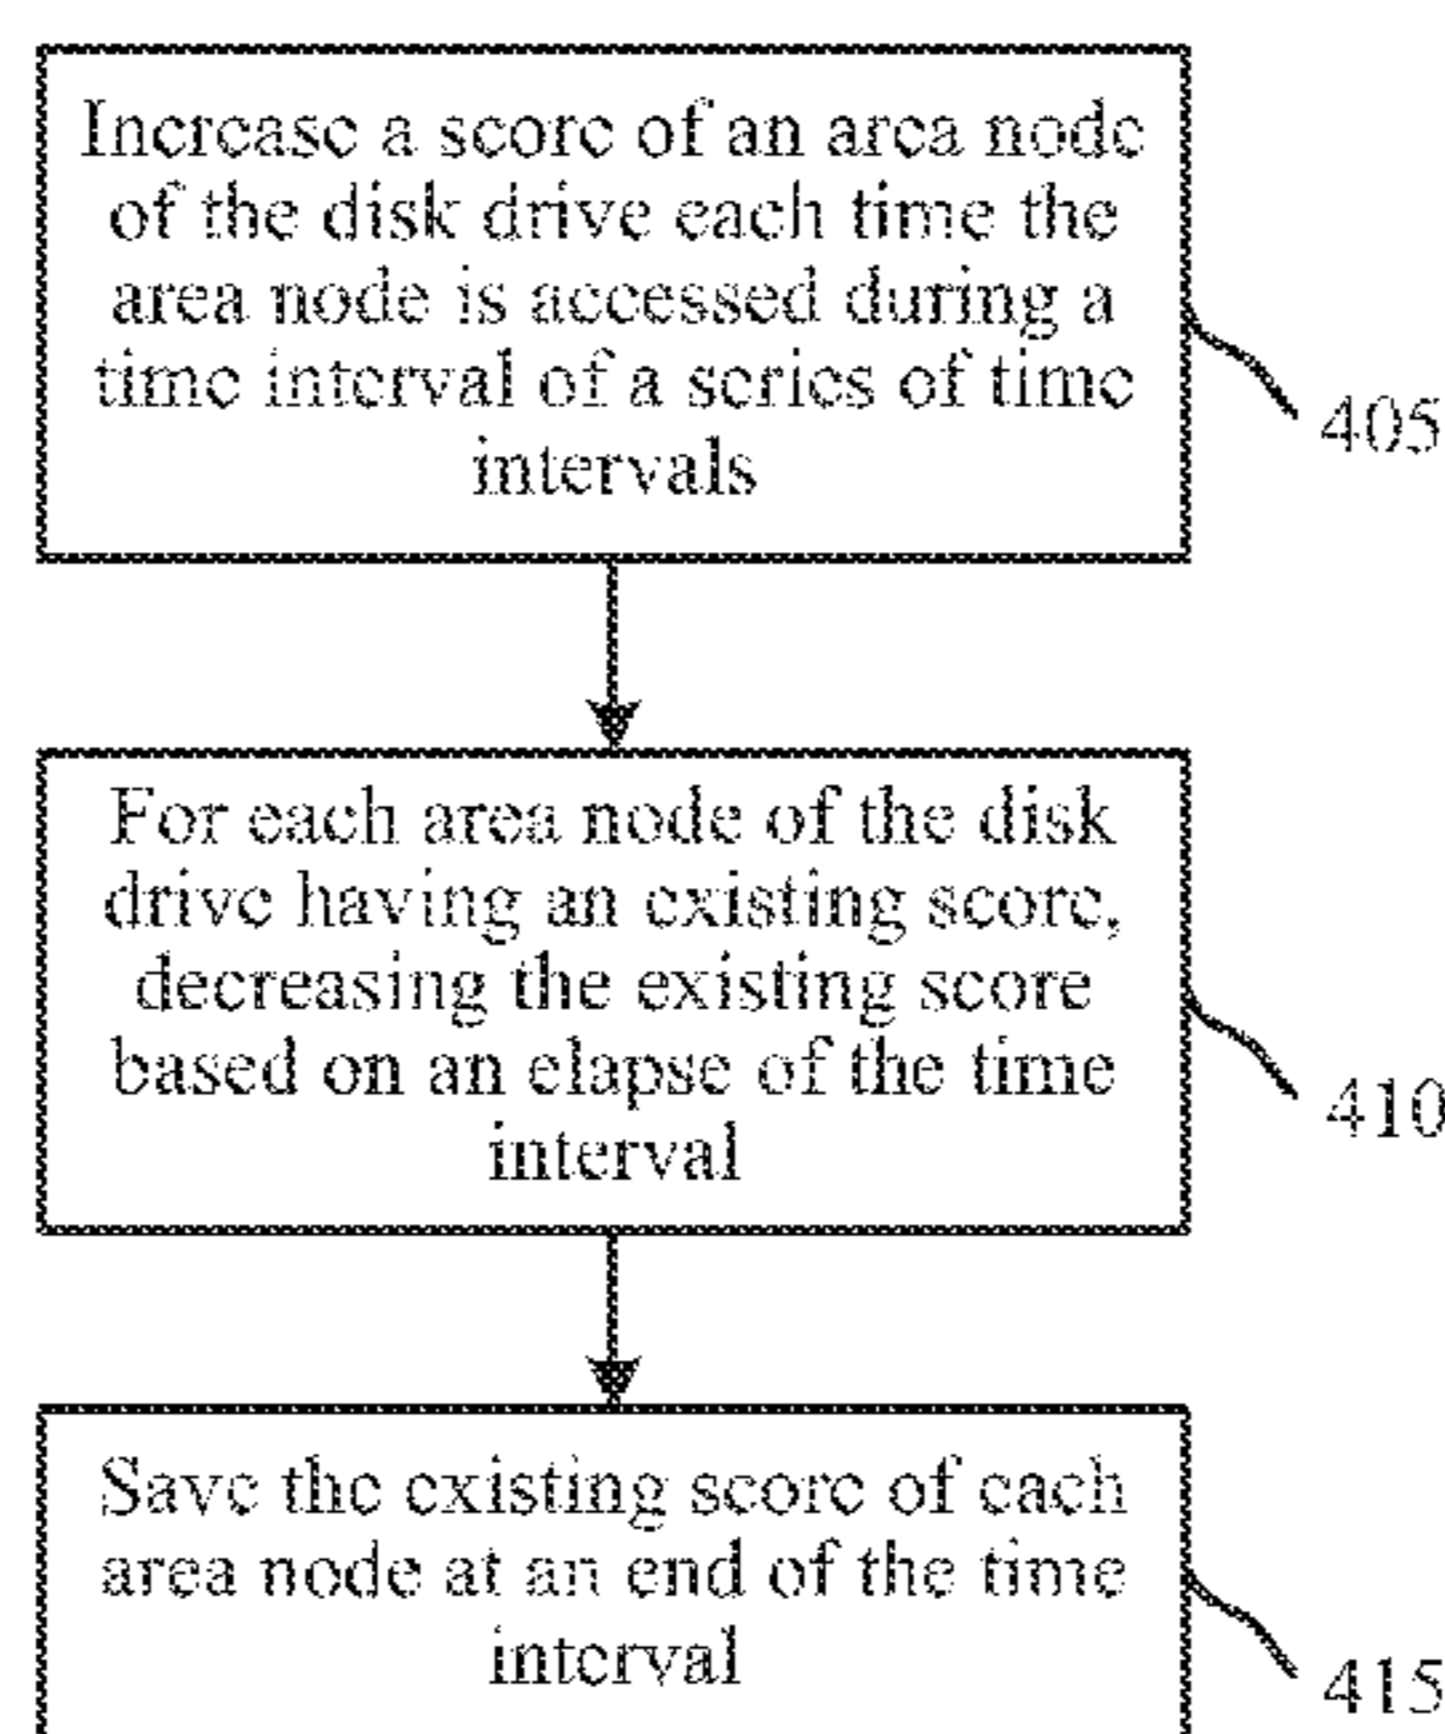 Increase a score of an area node
of the disk drive each time the
area node is accessed during a
time interval of a series of time
intervals
405
For each area node of the disk
drive having an existing score,
decreasing the existing score
based on an elapse of the time
interval
410
Save the existing score of each
area node at an end of the time
interval
415